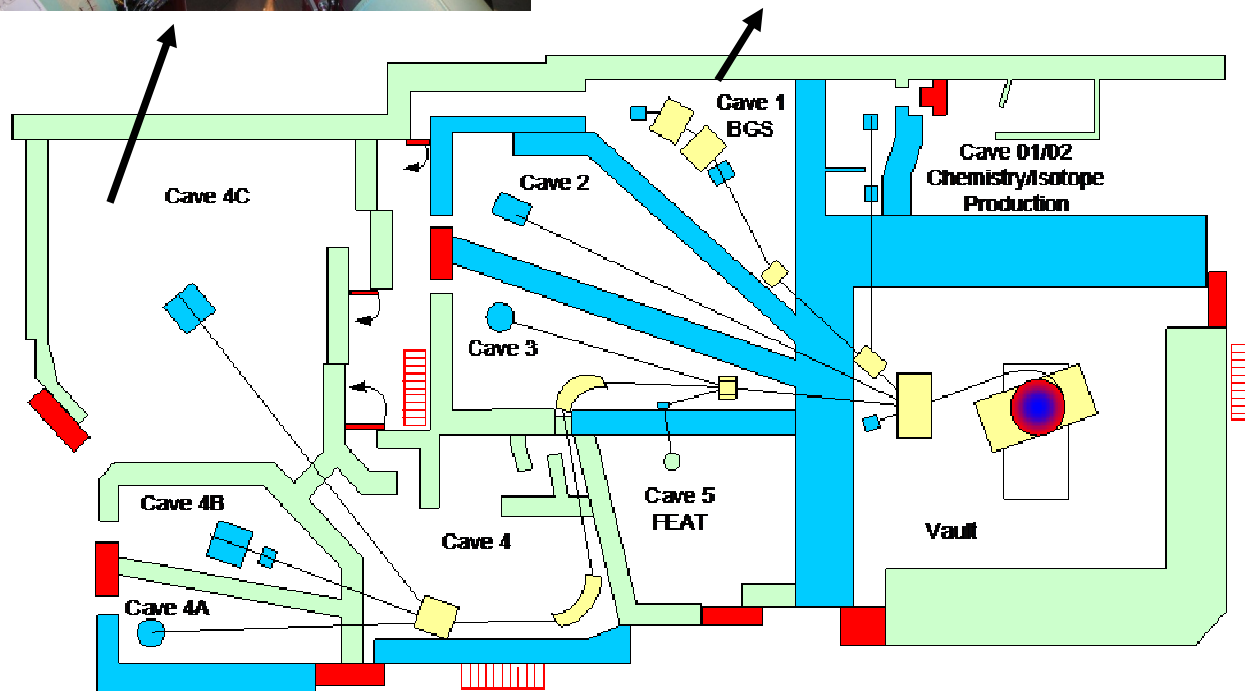 Cave 1
BGS
Cave 01/02
Chemistry/Isotope
Production
Cave 4C
Cave 2
Cave 3
Cave 4B
Cave 5
FEAT
Cave 4
Vault
Cave 4A